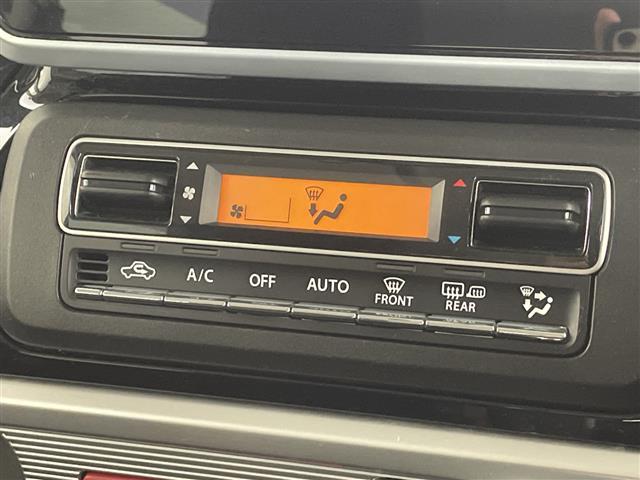 A/C OFF AUTO FRONT REAR